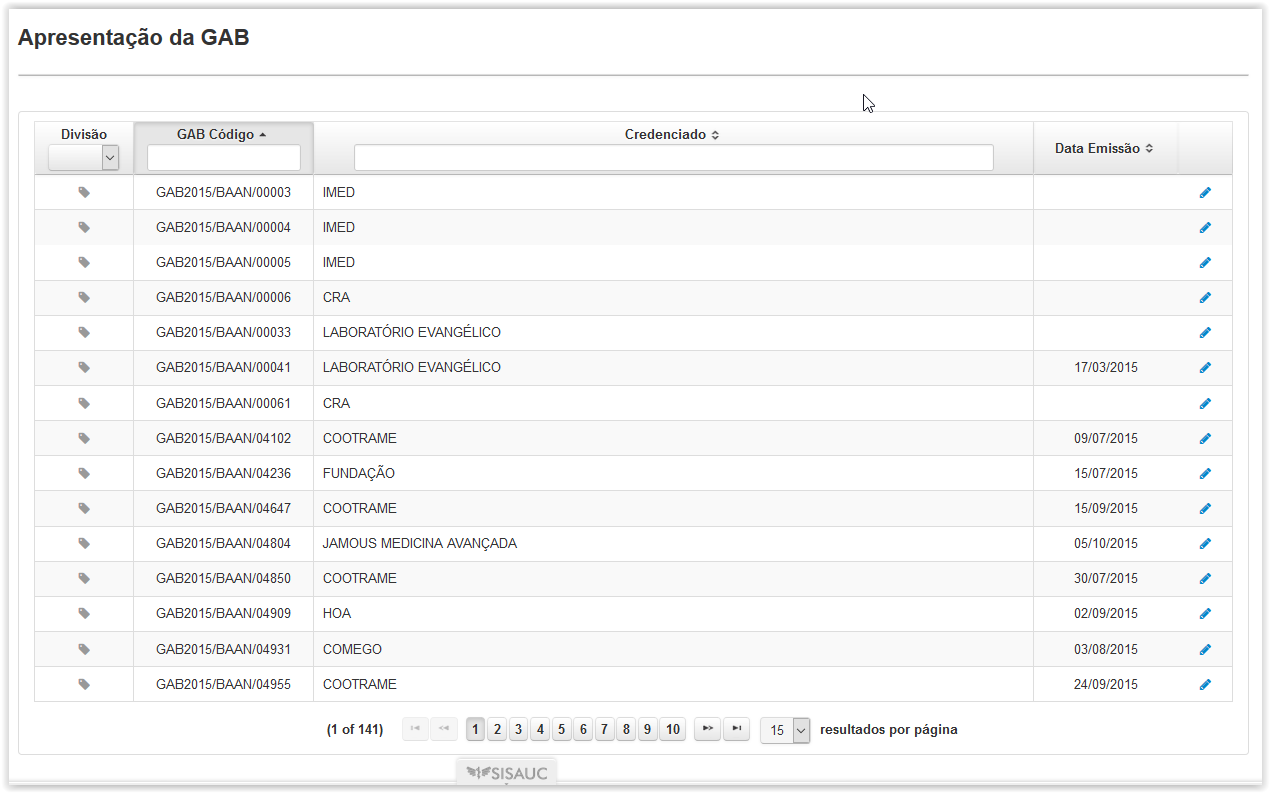 Apresentação da GAB
Divisão GAB Código Credenciado Data Emissão
GAB2015/BAAN/00003 IMED
GAB2015/BAAN/00004 IMED
GAB2015/BAAN/00005 IMED
GAB2015/BAAN/00006 CRA
GAB2015/BAAN/00033 LABORATÓRIO EVANGÉLICO
GAB2015/BAAN/00041 LABORATÓRIO EVANGÉLICO 17/03/2015
GAB2015/BAAN/00061 CRA
GAB2015/BAAN/04102 COOTRAME 09/07/2015
GAB2015/BAAN/04236 FUNDAÇÃO 15/07/2015
GAB2015/BAAN/04647 COOTRAME 15/09/2015
GAB2015/BAAN/04804 JAMOUS MEDICINA AVANÇADA 05/10/2015
GAB2015/BAAN/04850 COOTRAME 30/07/2015
GAB2015/BAAN/04909 HOA 02/09/2015
GAB2015/BAAN/04931 COMEGO 03/08/2015
GAB2015/BAAN/04955 COOTRAME 24/09/2015
(1 of 141) 1 2 3 4 5 6 7 8 9 10 15 resultados por página
SISAUC